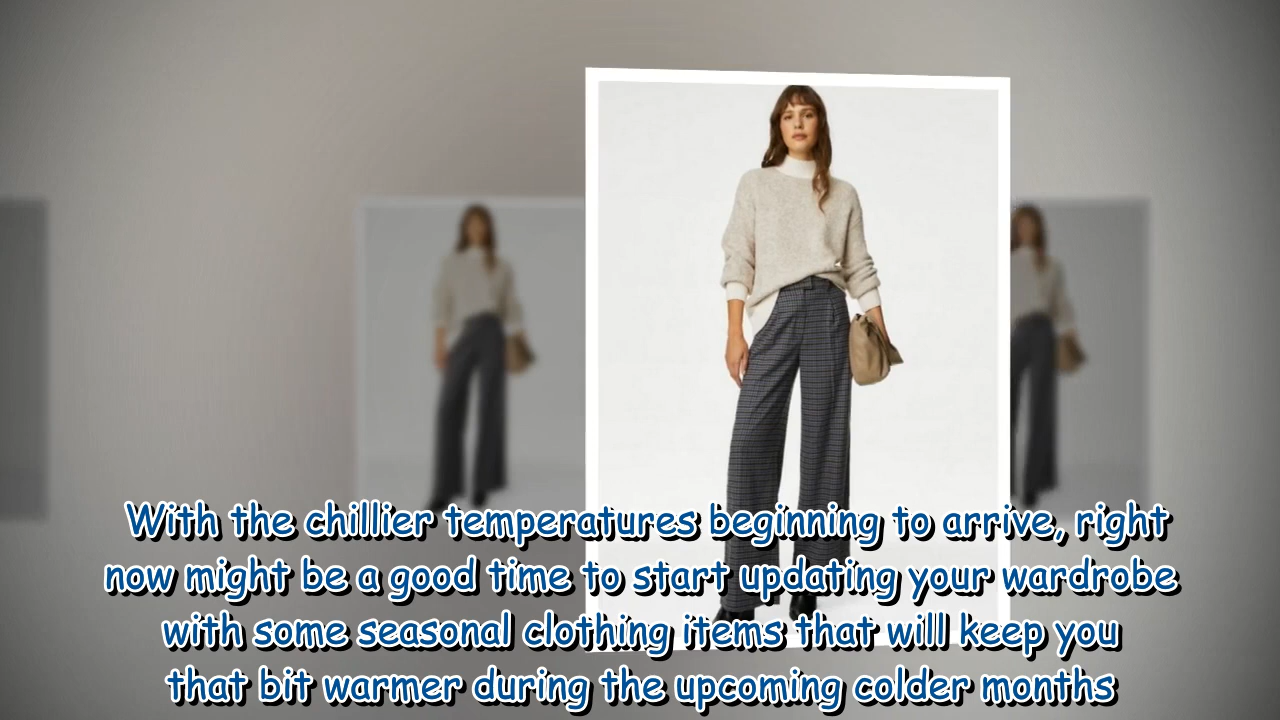 With the chillier temperatures beginning to arrive, right
now might be a good time to start updating your wardrobe
with some seasonal clothing items that will keep you
that bit warmer during the upcoming colder months